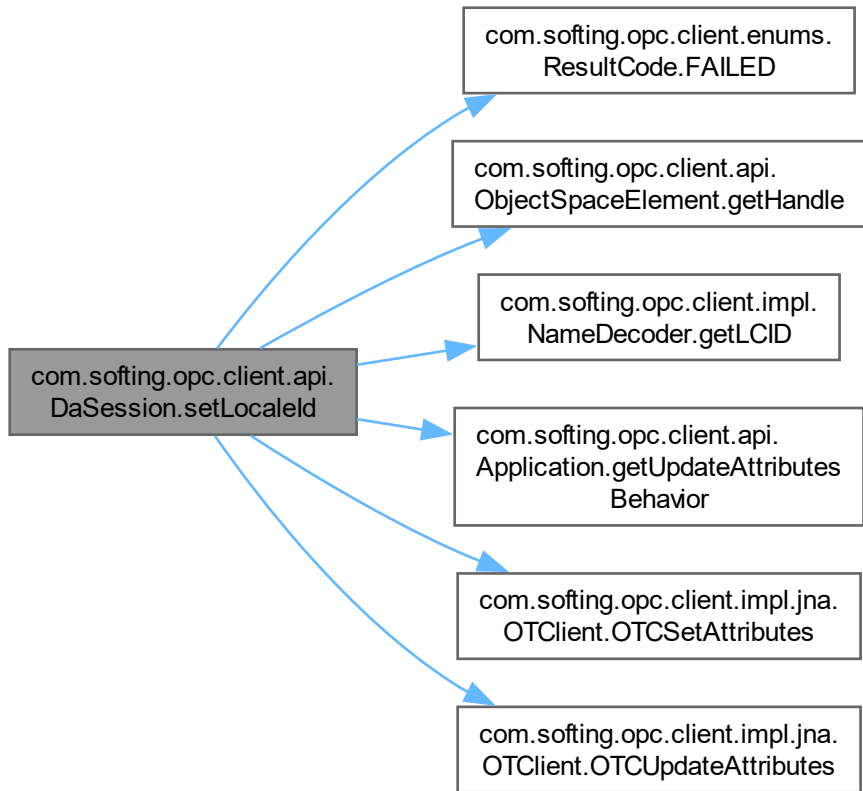 com.softing.opc.client.enums.
ResultCode.FAILED
com.softing.opc.client.api.
ObjectSpaceElement.getHandle
com.softing.opc.client.impl.
NameDecoder.getLCID
com.softing.opc.client.api.
DaSession.setLocaleId
com.softing.opc.client.api.
Application.getUpdateAttributes
Behavior
com.softing.opc.client.impl.jna.
OTClient.OTCSetAttributes
com.softing.opc.client.impl.jna.
OTClient.OTCUpdateAttributes